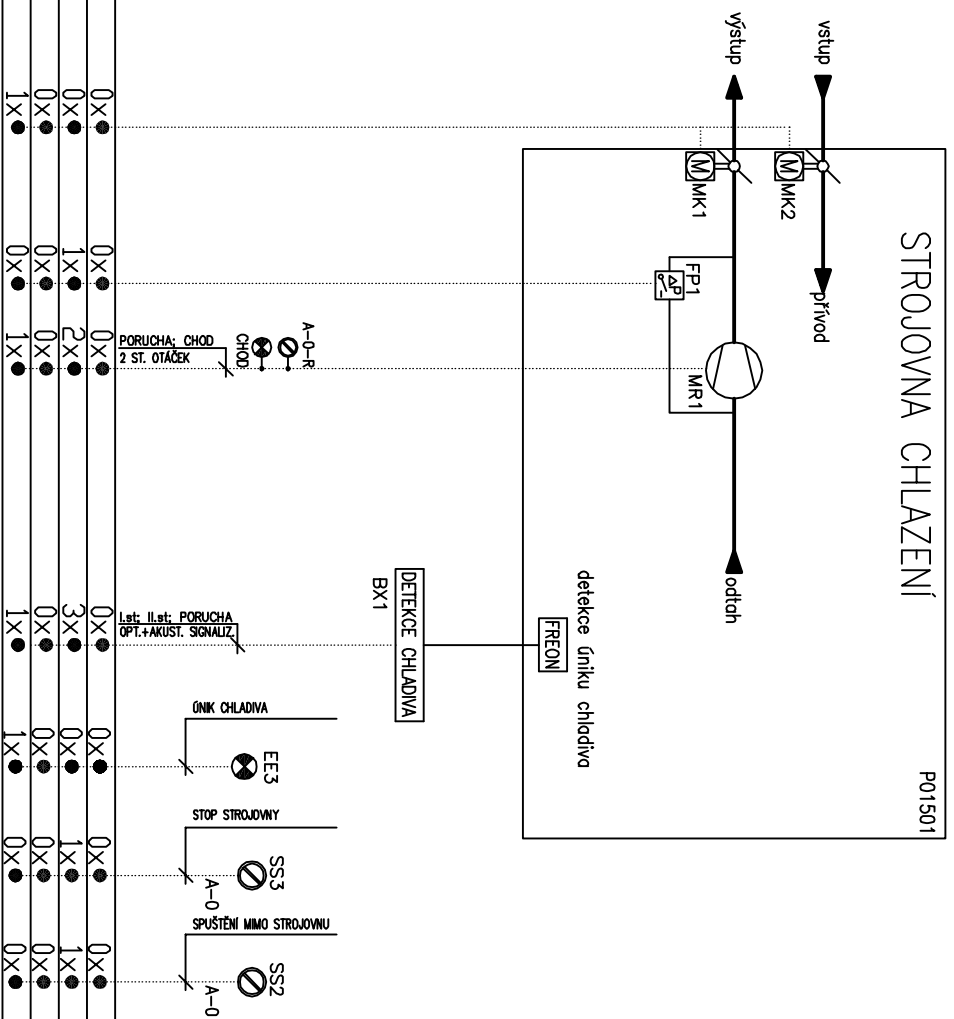 STROJOVNA CHLAZENÍ
P01501
vstup
přívod
výstup
odtah
M
MK2
M
MK1
FP1
ΔP
MR1
detekce úniku chladiva
FREON
DETEKCE CHLADIVA
BX1
A-0-R
CHOD
PORUCHA; CHOD
2 ST. OTÁČEK
I.st; II.st; PORUCHA
OPT.+AKUST. SIGNALIZ.
ÚNIK CHLADIVA
EE3
STOP STROJOVNY
SS3
A-0
SPUŠTĚNÍ MIMO STROJOVNU
SS2
A-0
0x 0x 0x 0x 0x 0x 0x
0x 1x 2x 3x 0x 1x 1x
0x 0x 0x 0x 0x 0x 0x
1x 0x 1x 1x 1x 0x 0x